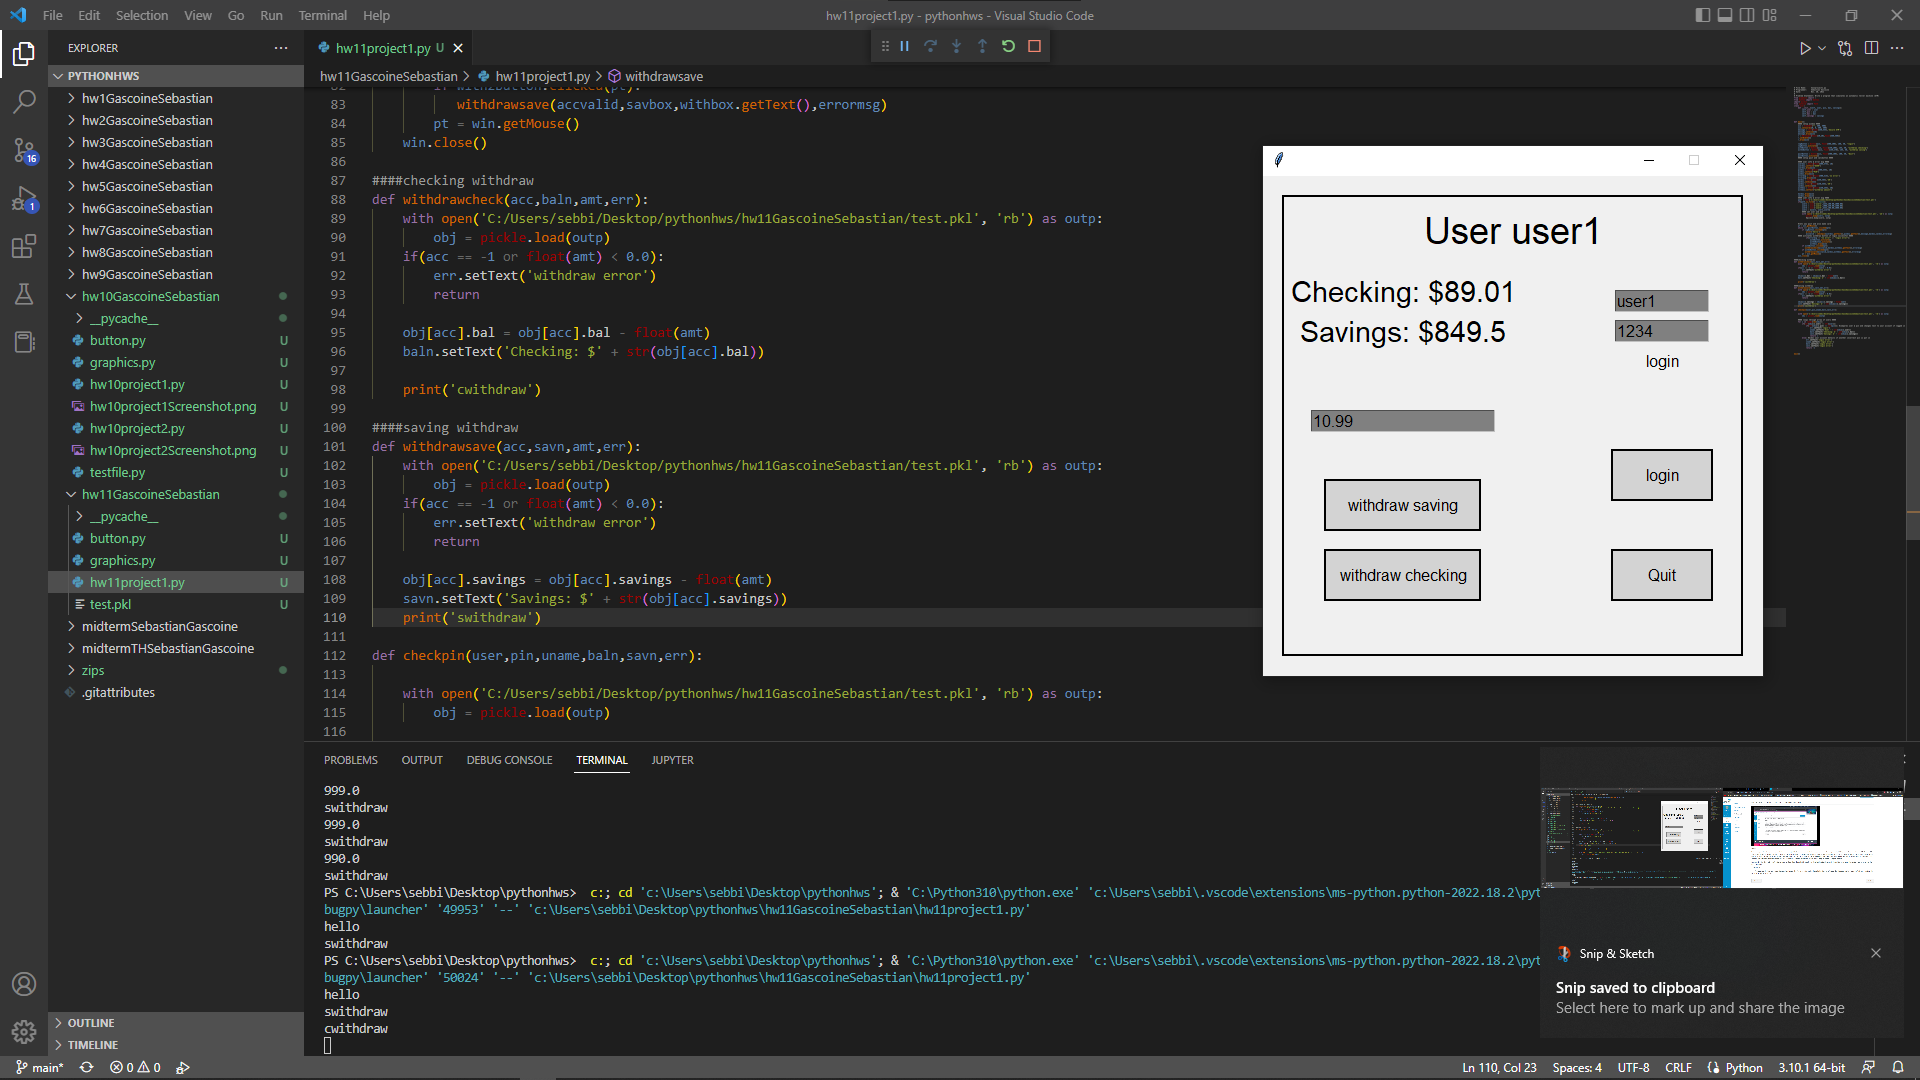 File Edit Selection View Go Run Terminal Help
hw11project1.py - pythonhws - Visual Studio Code
EXPLORER
PYTHONHWS
hw1GascoineSebastian
hw2GascoineSebastian
hw3GascoineSebastian
hw4GascoineSebastian
hw5GascoineSebastian
hw6GascoineSebastian
hw7GascoineSebastian
hw8GascoineSebastian
hw9GascoineSebastian
hw10GascoineSebastian
__pycache__
button.py U
graphics.py U
hw10project1.py U
hw10project1Screenshot.png U
hw10project2.py U
hw10project2Screenshot.png U
testfile.py U
hw11GascoineSebastian
__pycache__
button.py U
graphics.py U
hw11project1.py U
test.pkl U
midtermSebastianGascoine
midtermTHSebastianGascoine
zips
.gitattributes
OUTLINE
TIMELINE
16
1
hw11project1.py U
hw11GascoineSebastian > hw11project1.py > withdrawsave
83 withdrawsave(accvalid,savbox,withbox.getText(),errormsg)
84 pt = win.getMouse()
85 win.close()
86
87 ####checking withdraw
88 def withdrawcheck(acc,baln,amt,err):
89 with open('C:/Users/sebbi/Desktop/pythonhws/hw11GascoineSebastian/test.pkl', 'rb') as outp:
90 obj = pickle.load(outp)
91 if(acc == -1 or float(amt) < 0.0):
92 err.setText('withdraw error')
93 return
94
95 obj[acc].bal = obj[acc].bal - float(amt)
96 baln.setText('Checking: $' + str(obj[acc].bal))
97
98 print('cwithdraw')
99
100 ####saving withdraw
101 def withdrawsave(acc,savn,amt,err):
102 with open('C:/Users/sebbi/Desktop/pythonhws/hw11GascoineSebastian/test.pkl', 'rb') as outp:
103 obj = pickle.load(outp)
104 if(acc == -1 or float(amt) < 0.0):
105 err.setText('withdraw error')
106 return
107
108 obj[acc].savings = obj[acc].savings - float(amt)
109 savn.setText('Savings: $' + str(obj[acc].savings))
110 print('swithdraw')
111
112 def checkpin(user,pin,uname,baln,savn,err):
113
114 with open('C:/Users/sebbi/Desktop/pythonhws/hw11GascoineSebastian/test.pkl', 'rb') as outp:
115 obj = pickle.load(outp)
116
User user1
Checking: $89.01
Savings: $849.5
user1
1234
login
10.99
login
withdraw saving
withdraw checking
Quit
PROBLEMS OUTPUT DEBUG CONSOLE TERMINAL JUPYTER
999.0
swithdraw
999.0
swithdraw
990.0
swithdraw
PS C:\Users\sebbi\Desktop\pythonhws> c:; cd 'c:\Users\sebbi\Desktop\pythonhws'; & 'C:\Python310\python.exe' 'c:\Users\sebbi\.vscode\extensions\ms-python.python-2022.18.2\pyt
bugpy\launcher' '49953' '--' 'c:\Users\sebbi\Desktop\pythonhws\hw11GascoineSebastian\hw11project1.py'
hello
swithdraw
PS C:\Users\sebbi\Desktop\pythonhws> c:; cd 'c:\Users\sebbi\Desktop\pythonhws'; & 'C:\Python310\python.exe' 'c:\Users\sebbi\.vscode\extensions\ms-python.python-2022.18.2\pyt
bugpy\launcher' '50024' '--' 'c:\Users\sebbi\Desktop\pythonhws\hw11GascoineSebastian\hw11project1.py'
hello
swithdraw
cwithdraw
Snip & Sketch
Snip saved to clipboard
Select here to mark up and share the image
main* 0 0
Ln 110, Col 23 Spaces: 4 UTF-8 CRLF Python 3.10.1 64-bit